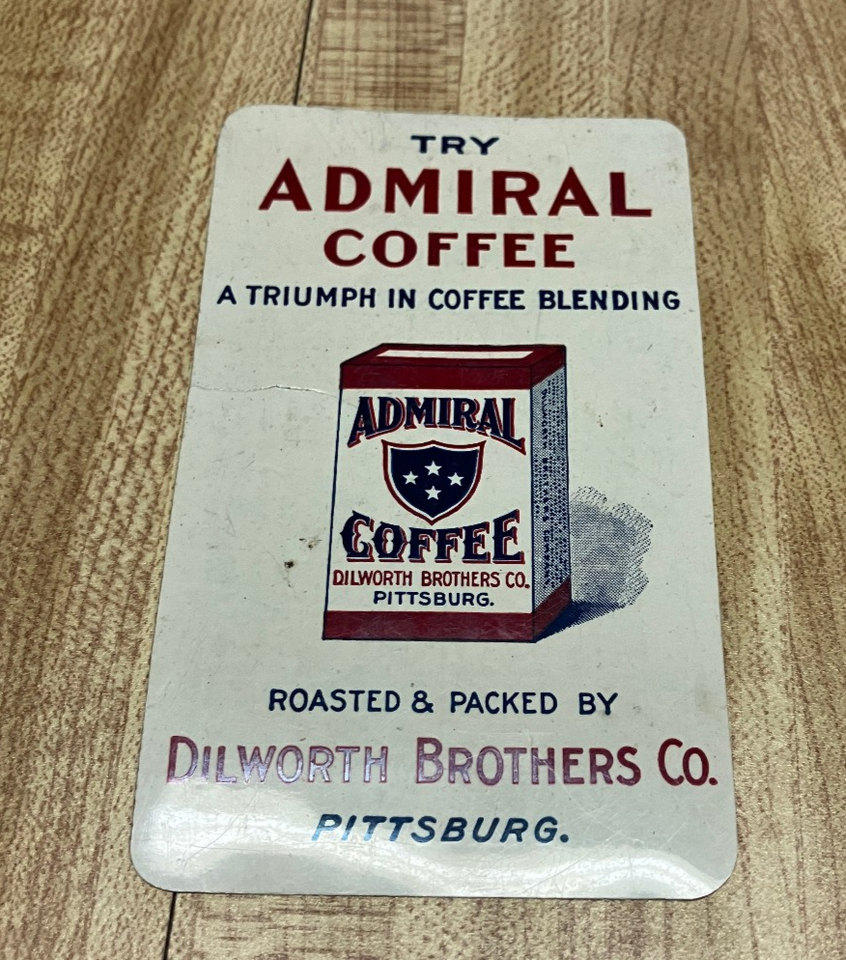 TRY
ADMIRAL
COFFEE
A TRIUMPH IN COFFEE BLENDING
ADMIRAL
COFFEE
DILWORTH BROTHERS CO.
PITTSBURG.
ROASTED & PACKED BY
DILWORTH BROTHERS CO.
PITTSBURG.